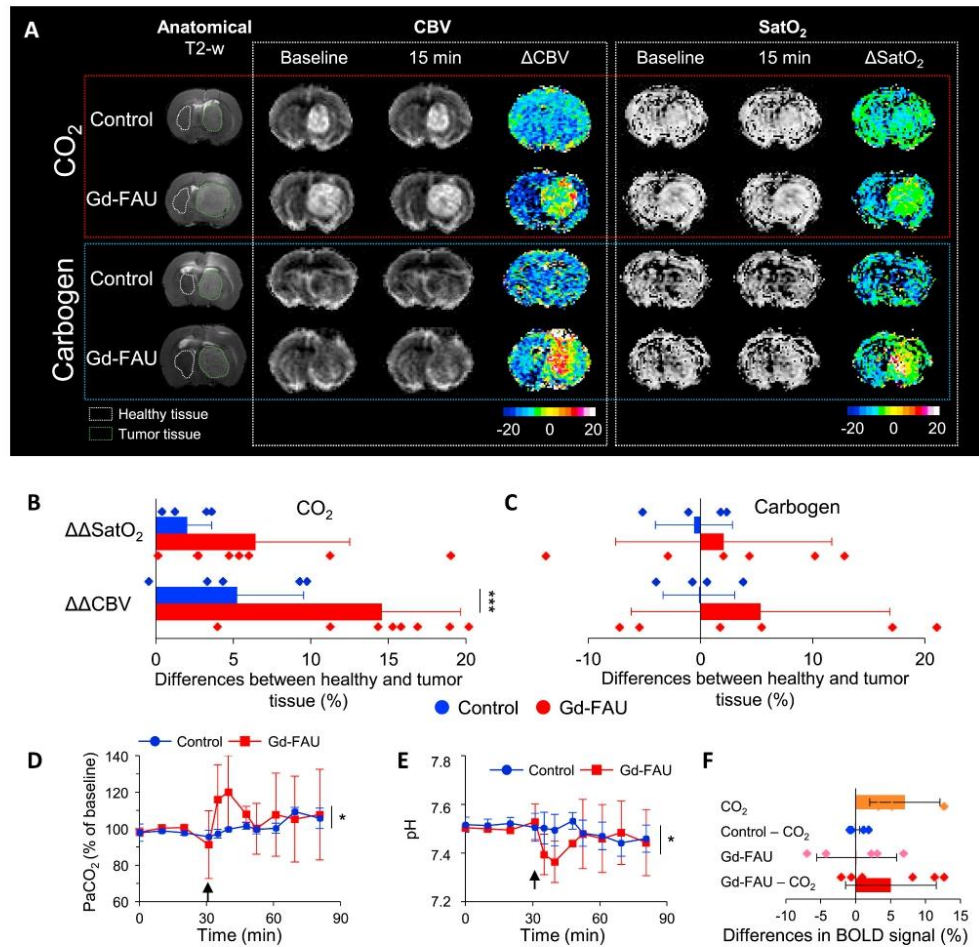 A
Anatomical
T2-w
CBV
SatO₂
Baseline
15 min
ΔCBV
Baseline
15 min
ΔSatO₂
CO₂
Control
Gd-FAU
Carbogen
Control
Gd-FAU
Healthy tissue
Tumor tissue
-20 0 20
-20 0 20
B
CO₂
ΔΔSatO₂
ΔΔCBV
***
0 5 10 15 20
Differences between healthy and tumor
tissue (%)
C
Carbogen
-10 0 10 20
Differences between healthy and tumor
tissue (%)
Control Gd-FAU
D
Control Gd-FAU
PaCO₂ (% of baseline)
140
120
100
80
60
*
0 30 60 90
Time (min)
E
Control Gd-FAU
pH
7.8
7.6
7.4
7.2
*
0 30 60 90
Time (min)
F
CO₂
Control – CO₂
Gd-FAU
Gd-FAU – CO₂
-10 -5 0 5 10 15
Differences in BOLD signal (%)